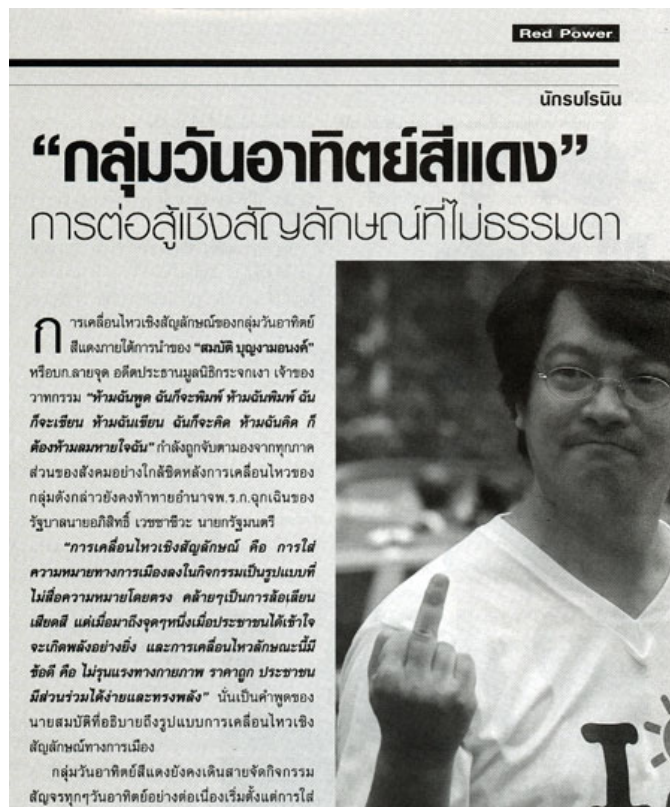 Red Power
นักรบโรนิน
“กลุ่มวันอาทิตย์สีแดง”
การต่อสู้เชิงสัญลักษณ์ที่ไม่ธรรมดา
การเคลื่อนไหวเชิงสัญลักษณ์ของกลุ่มวันอาทิตย์
สีแดงภายใต้การนำของ “สมบัติ บุญงามอนงค์”
หรือบก.ลายจุด อดีตประธานมูลนิธิกระจกเงา เจ้าของ
วาทกรรม “ห้ามฉันพูด ฉันก็จะพิมพ์ ห้ามฉันพิมพ์ ฉัน
ก็จะเขียน ห้ามฉันเขียน ฉันก็จะคิด ห้ามฉันคิด ก็
ต้องห้ามลมหายใจฉัน” กำลังถูกจับตามองจากทุกภาค
ส่วนของสังคมอย่างใกล้ชิดหลังการเคลื่อนไหวของ
กลุ่มดังกล่าวยังคงท้าทายอำนาจพ.ร.ก.ฉุกเฉินของ
รัฐบาลนายอภิสิทธิ์ เวชชาชีวะ นายกรัฐมนตรี
“การเคลื่อนไหวเชิงสัญลักษณ์ คือ การใส่
ความหมายทางการเมืองลงในกิจกรรมเป็นรูปแบบที่
ไม่สื่อความหมายโดยตรง คล้ายๆเป็นการล้อเลียน
เสียดสี แต่เมื่อมาถึงจุดๆหนึ่งเมื่อประชาชนได้เข้าใจ
จะเกิดพลังอย่างยิ่ง และการเคลื่อนไหวลักษณะนี้มี
ข้อดี คือ ไม่รุนแรงทางกายภาพ ราคาถูก ประชาชน
มีส่วนร่วมได้ง่ายและทรงพลัง” นั่นเป็นคำพูดของ
นายสมบัติที่อธิบายถึงรูปแบบการเคลื่อนไหวเชิง
สัญลักษณ์ทางการเมือง
กลุ่มวันอาทิตย์สีแดงยังคงเดินสายจัดกิจกรรม
สัญจรทุกๆวันอาทิตย์อย่างต่อเนื่องเริ่มตั้งแต่การใส่
I